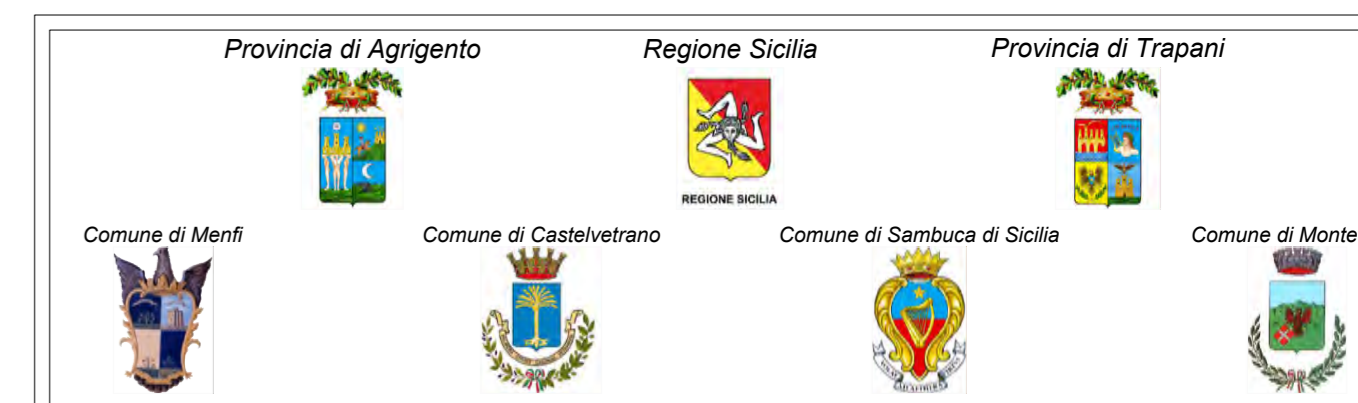 Provincia di Agrigento Regione Sicilia Provincia di Trapani
REGIONE SICILIA
Comune di Menfi Comune di Castelvetrano Comune di Sambuca di Sicilia Comune di Monte